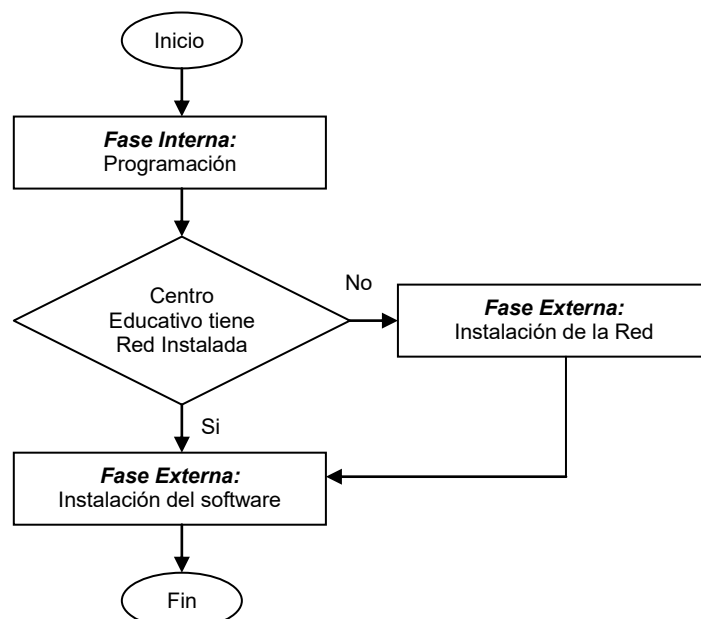 Inicio
Fase Interna:
Programación
Centro
Educativo tiene
Red Instalada
No
Fase Externa:
Instalación de la Red
Si
Fase Externa:
Instalación del software
Fin